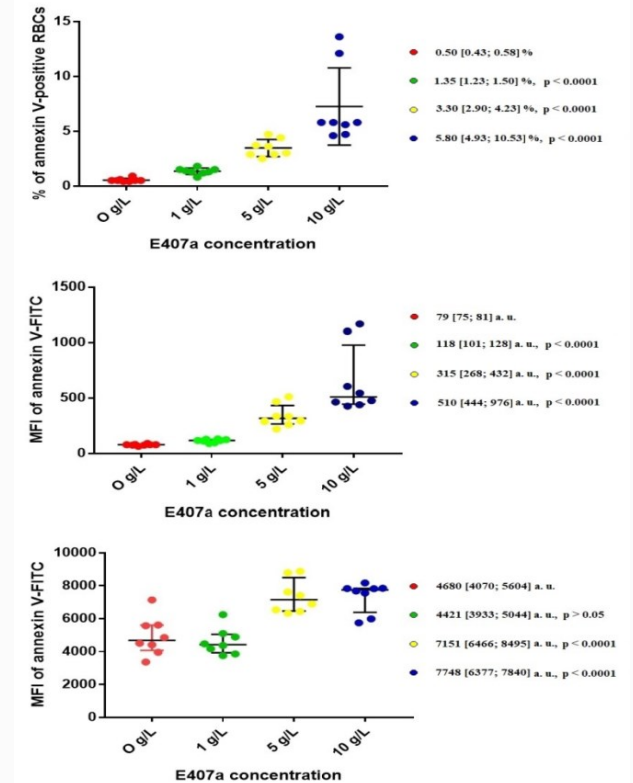 % of annexin V-positive RBCs
15
10
5
0
O g/L
1 g/L
5 g/L
10 g/L
E407a concentration
0.50 [0.43; 0.58] %
1.35 [1.23; 1.50] %, p < 0.0001
3.30 [2.90; 4.23] %, p < 0.0001
5.80 [4.93; 10.53] %, p < 0.0001
MFI of annexin V-FITC
1500
1000
500
0
O g/L
1 g/L
5 g/L
10 g/L
E407a concentration
79 [75; 81] a. u.
118 [101; 128] a. u., p < 0.0001
315 [268; 432] a. u., p < 0.0001
510 [444; 976] a. u., p < 0.0001
MFI of annexin V-FITC
10000
8000
6000
4000
2000
0
O g/L
1 g/L
5 g/L
10 g/L
E407a concentration
4680 [4070; 5604] a. u.
4421 [3933; 5044] a. u., p > 0.05
7151 [6466; 8495] a. u., p < 0.0001
7748 [6377; 7840] a. u., p < 0.0001